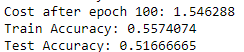 Cost after epoch 100: 1.546288
Train Accuracy: 0.5574074
Test Accuracy: 0.51666665